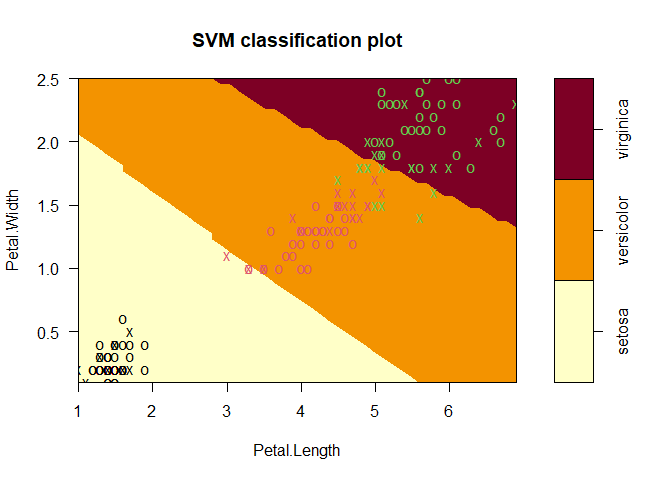 SVM classification plot
Petal.Width
2.5
2.0
1.5
1.0
0.5
1 2 3 4 5 6
Petal.Length
virginica
versicolor
setosa